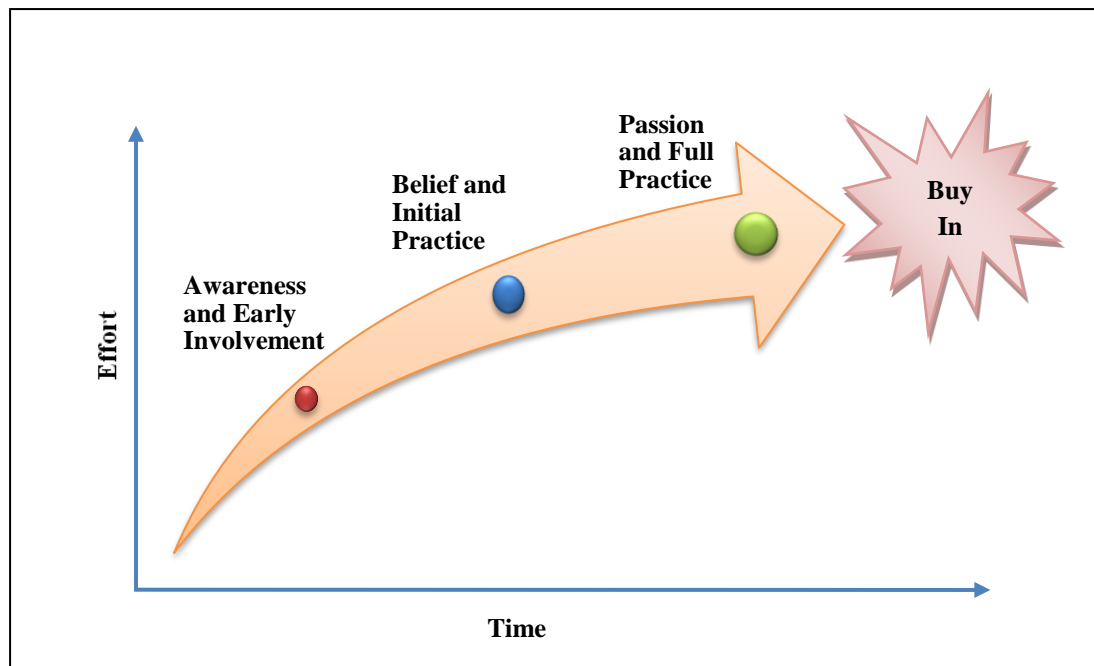 Passion
and Full
Practice
Buy
In
Belief and
Initial
Practice
Awareness
and Early
Involvement
Effort
Time